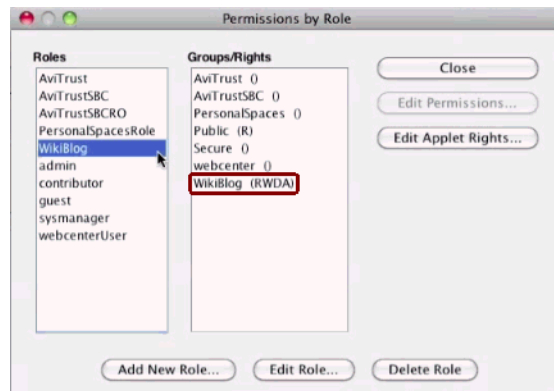 Permissions by Role
Roles
AviTrust
AviTrustSBC
AviTrustSBCRO
PersonalSpacesRole
WikiBlog
admin
contributor
guest
sysmanager
webcenterUser
Groups/Rights
AviTrust ()
AviTrustSBC ()
PersonalSpaces ()
Public (R)
Secure ()
webcenter ()
WikiBlog (RWDA)
Close
Edit Permissions...
Edit Applet Rights...
Add New Role...
Edit Role...
Delete Role